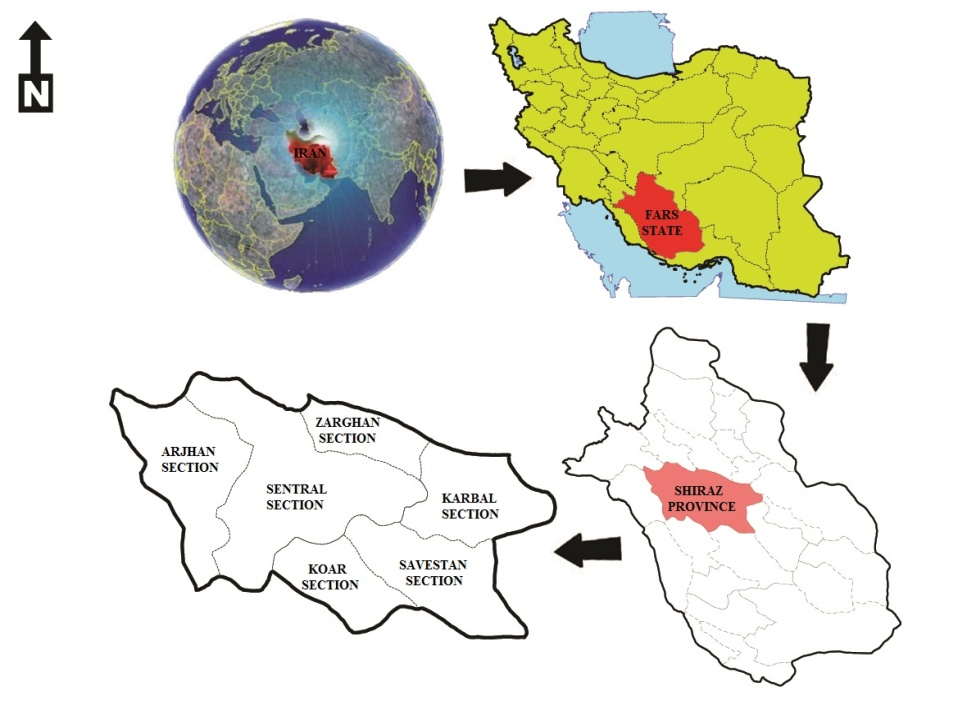 N
IRAN
FARS
STATE
SHIRAZ
PROVINCE
ZARGHAN
SECTION
ARJHAN
SECTION
SENTRAL
SECTION
KARBAL
SECTION
KOAR
SECTION
SAVESTAN
SECTION